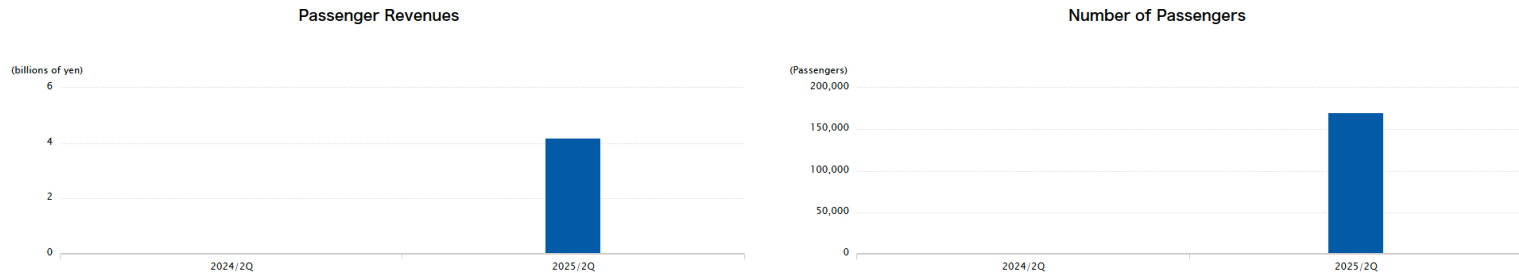 Passenger Revenues
(billions of yen)
6
4
2
0
2024/2Q
2025/2Q
Number of Passengers
(Passengers)
200,000
150,000
100,000
50,000
0
2024/2Q
2025/2Q